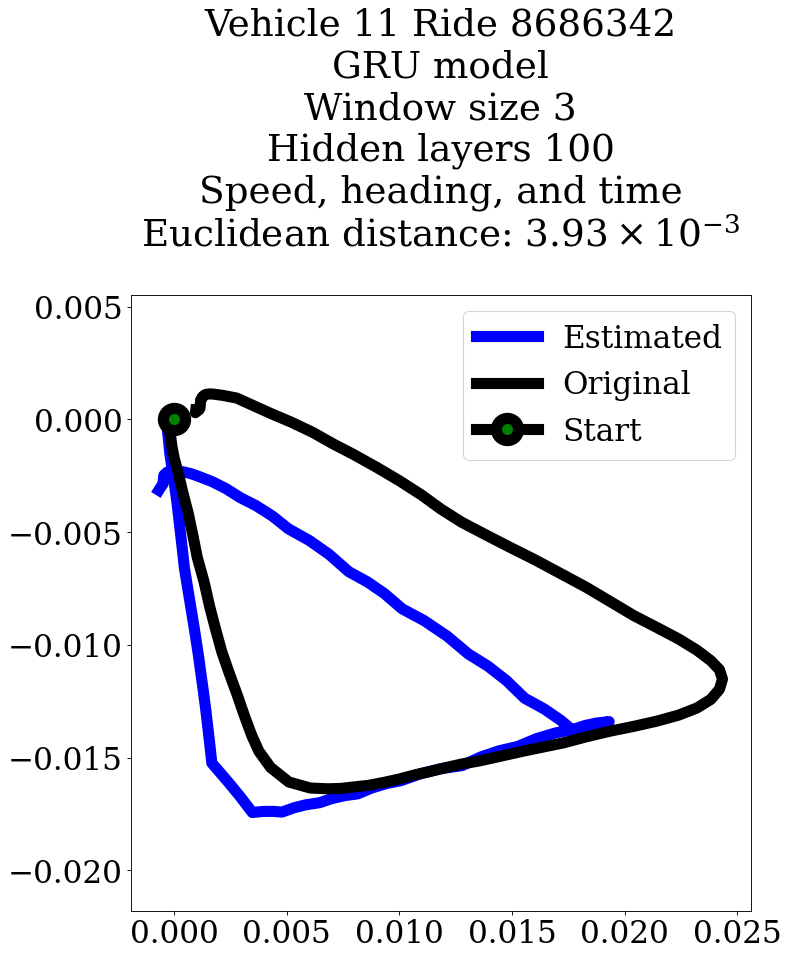 Vehicle 11 Ride 8686342
GRU model
Window size 3
Hidden layers 100
Speed, heading, and time
Euclidean distance: 3.93 × 10⁻³
Estimated
Original
Start
0.005
0.000
−0.005
−0.010
−0.015
−0.020
0.000 0.005 0.010 0.015 0.020 0.025